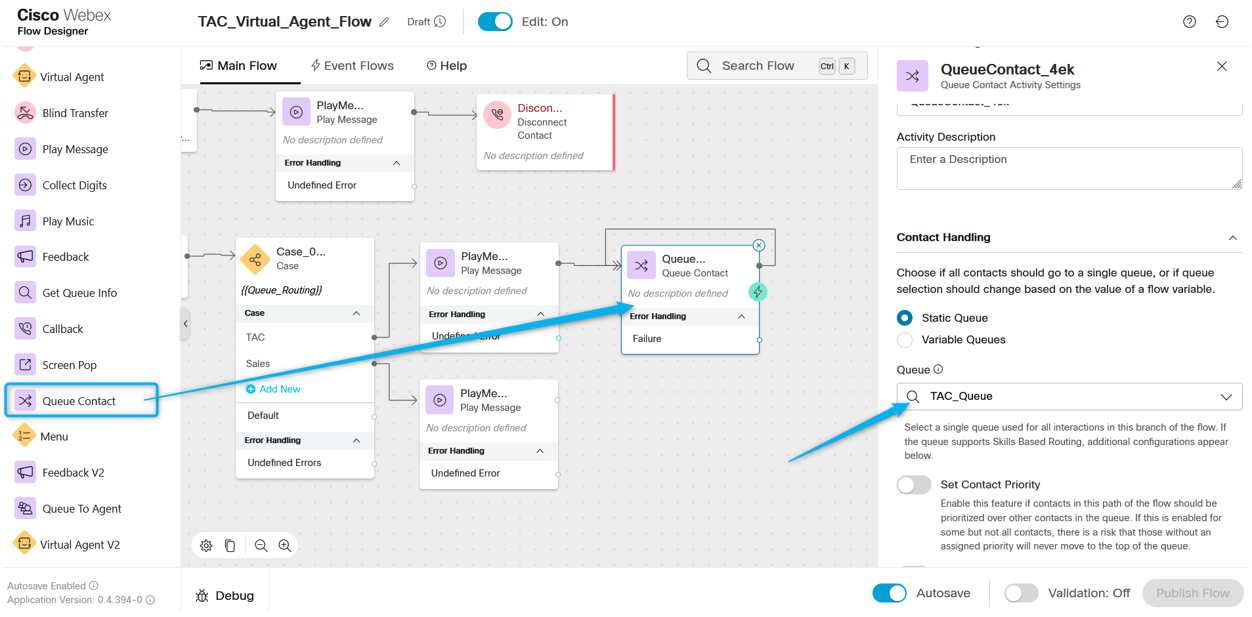 Cisco Webex
Flow Designer
TAC_Virtual_Agent_Flow
Draft
Edit: On
Virtual Agent
Blind Transfer
Play Message
Collect Digits
Play Music
Feedback
Get Queue Info
Callback
Screen Pop
Queue Contact
Menu
Feedback V2
Queue To Agent
Virtual Agent V2
Autosave Enabled
Application Version: 0.4.394-0
Main Flow
Event Flows
Help
Search Flow
Ctrl
K
...
PlayMe...
Play Message
No description defined
Error Handling
Undefined Error
Discon...
Disconnect
Contact
No description defined
Case_0...
Case
{{Queue_Routing}}
Case
TAC
Sales
Add New
Default
Error Handling
Undefined Errors
PlayMe...
Play Message
No description defined
Error Handling
Undefined Error
PlayMe...
Play Message
No description defined
Error Handling
Undefined Error
Queue...
Queue Contact
No description defined
Error Handling
Failure
Debug
QueueContact_4ek
Queue Contact Activity Settings
QueueContact_4ek
Activity Description
Enter a Description
Contact Handling
Choose if all contacts should go to a single queue, or if queue
selection should change based on the value of a flow variable.
Static Queue
Variable Queues
Queue
TAC_Queue
Select a single queue used for all interactions in this branch of the flow. If
the queue supports Skills Based Routing, additional configurations appear
below.
Set Contact Priority
Enable this feature if contacts in this path of the flow should be
prioritized over other contacts in the queue. If this is enabled for
some but not all contacts, there is a risk that those without an
assigned priority will never move to the top of the queue.
Autosave
Validation: Off
Publish Flow